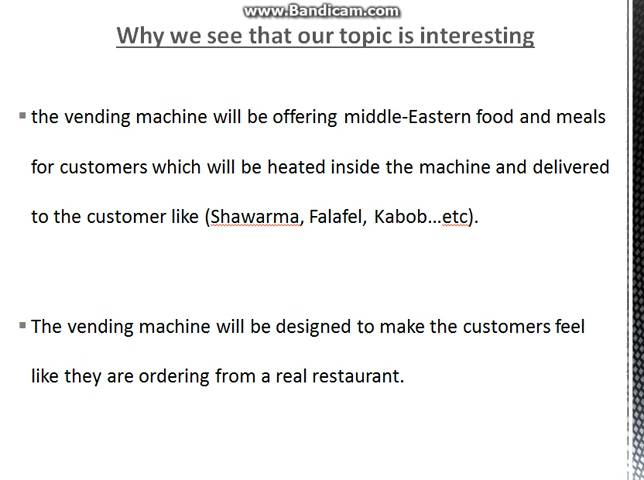 www.Bandicam.com
Why we see that our topic is interesting
the vending machine will be offering middle-Eastern food and meals
for customers which will be heated inside the machine and delivered
to the customer like (Shawarma, Falafel, Kabob...etc).
The vending machine will be designed to make the customers feel
like they are ordering from a real restaurant.